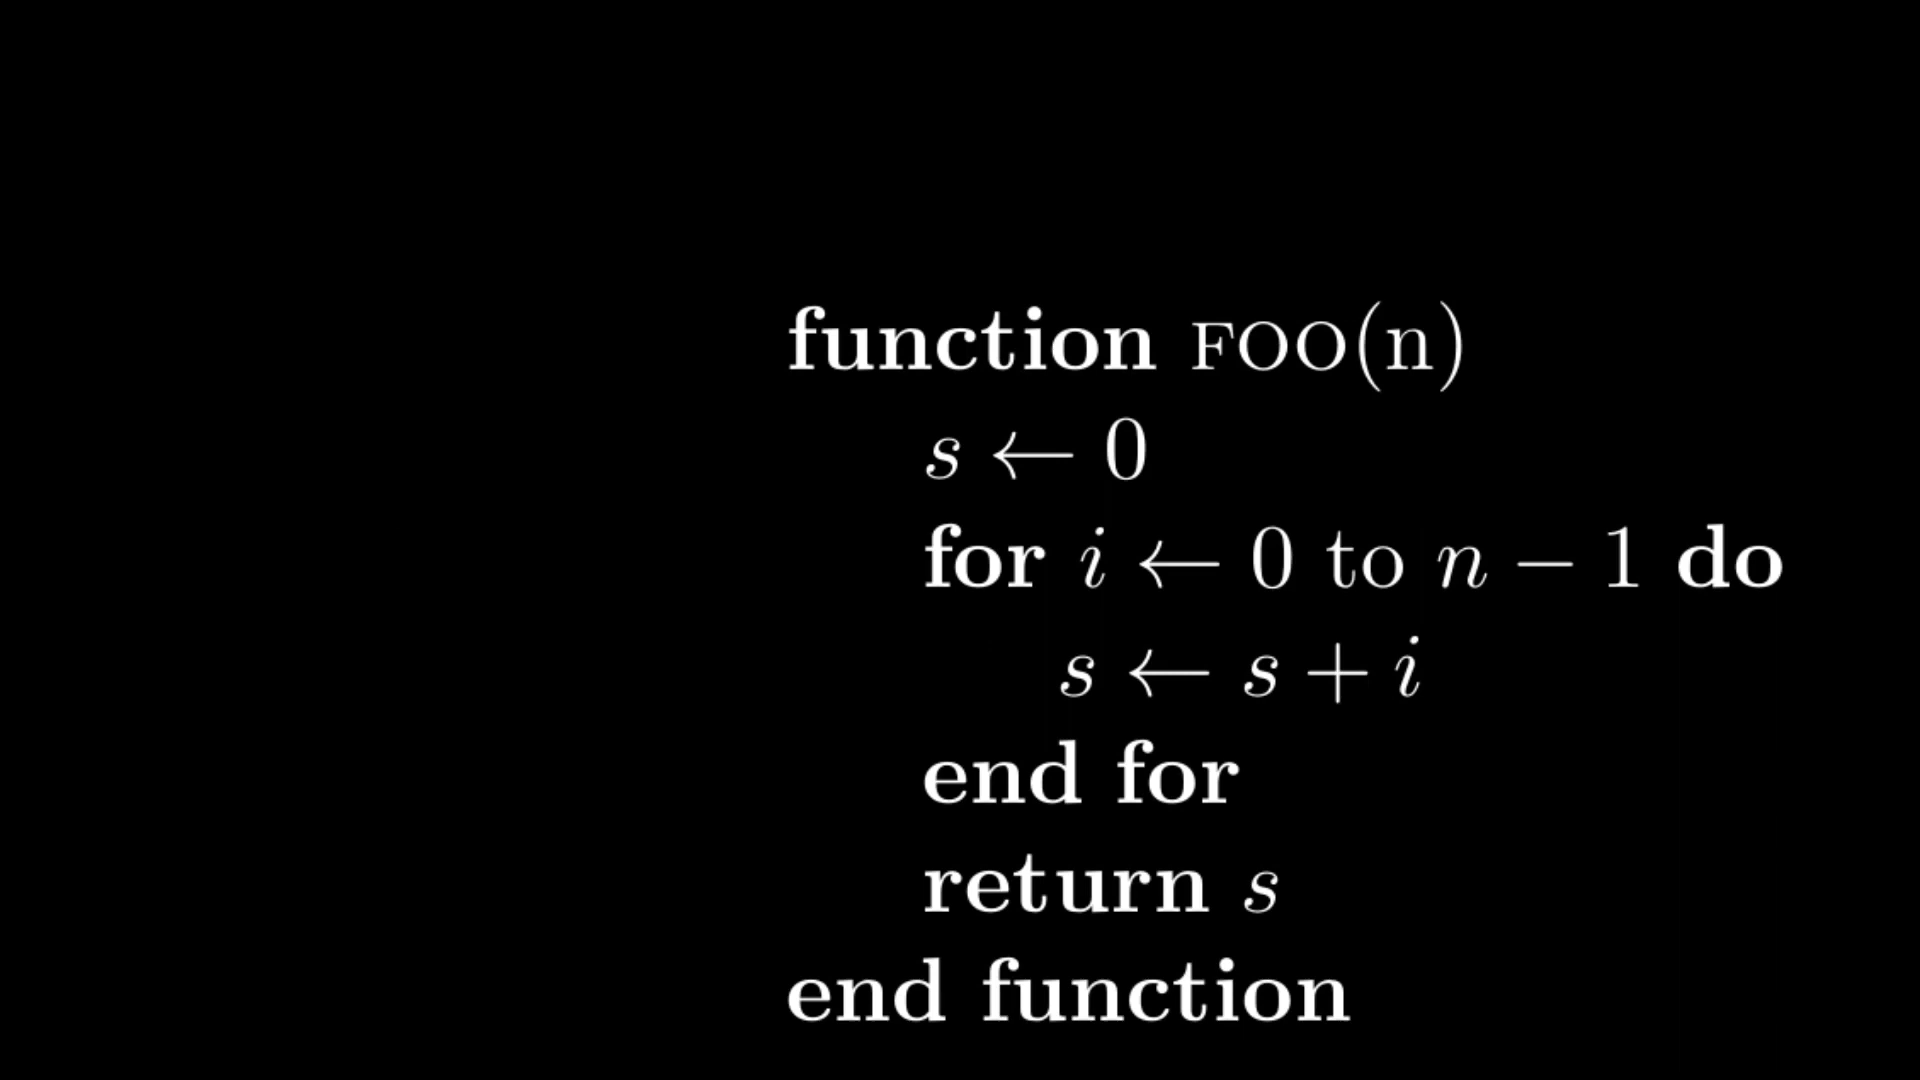 function FOO(n)
s ← 0
for i ← 0 to n − 1 do
s ← s + i
end for
return s
end function